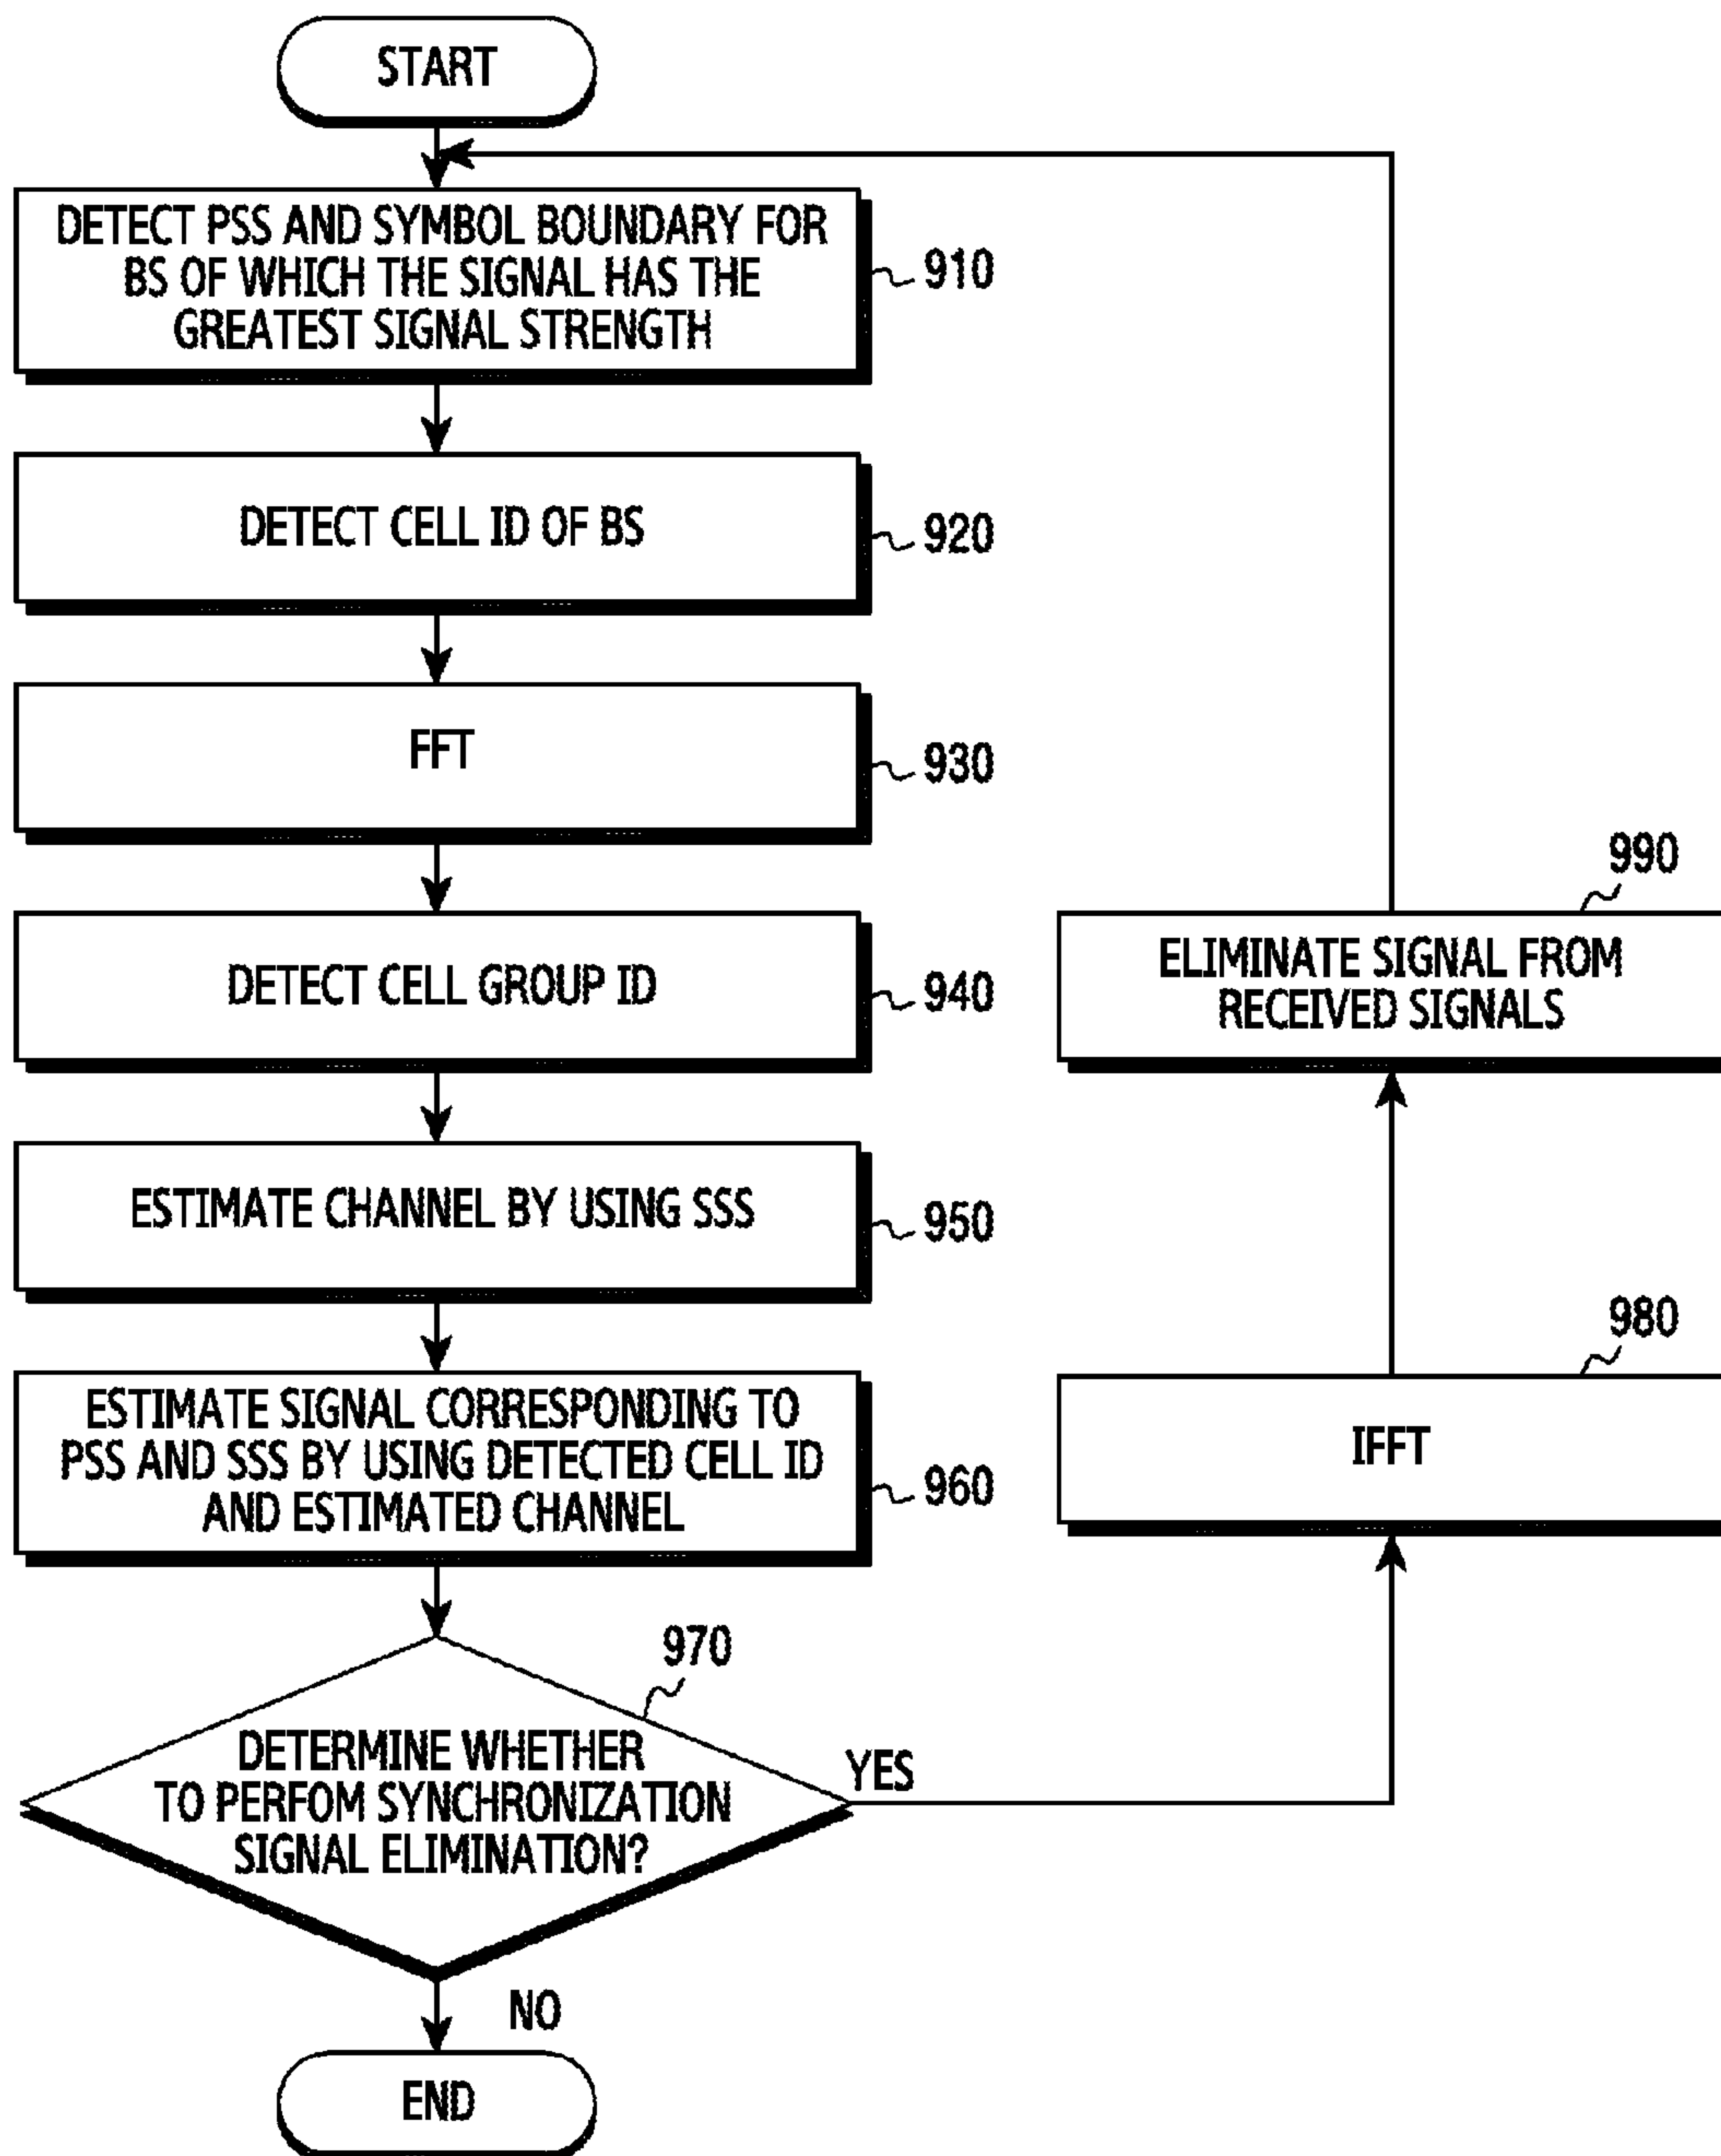 START
DETECT PSS AND SYMBOL BOUNDARY FOR
BS OF WHICH THE SIGNAL HAS THE
GREATEST SIGNAL STRENGTH
910
DETECT CELL ID OF BS
920
FFT
930
DETECT CELL GROUP ID
940
ESTIMATE CHANNEL BY USING SSS
950
ESTIMATE SIGNAL CORRESPONDING TO
PSS AND SSS BY USING DETECTED CELL ID
AND ESTIMATED CHANNEL
960
970
DETERMINE WHETHER
TO PERFOM SYNCHRONIZATION
SIGNAL ELIMINATION?
YES
NO
END
980
IFFT
990
ELIMINATE SIGNAL FROM
RECEIVED SIGNALS